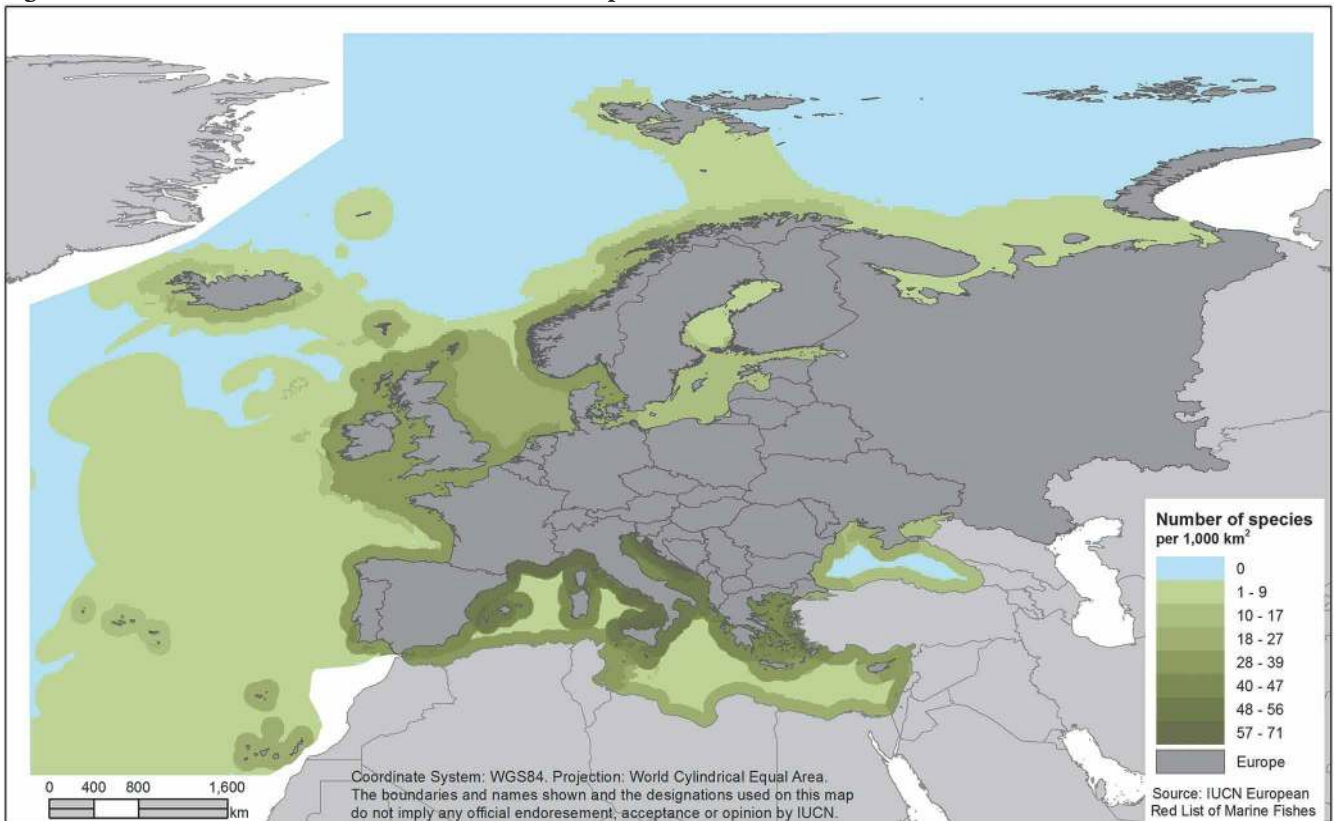 Number of species
per 1,000 km²
0
1 - 9
10 - 17
18 - 27
28 - 39
40 - 47
48 - 56
57 - 71
Europe
Source: IUCN European
Red List of Marine Fishes
0 400 800 1,600
km
Coordinate System: WGS84. Projection: World Cylindrical Equal Area.
The boundaries and names shown and the designations used on this map
do not imply any official endorsement, acceptance or opinion by IUCN.